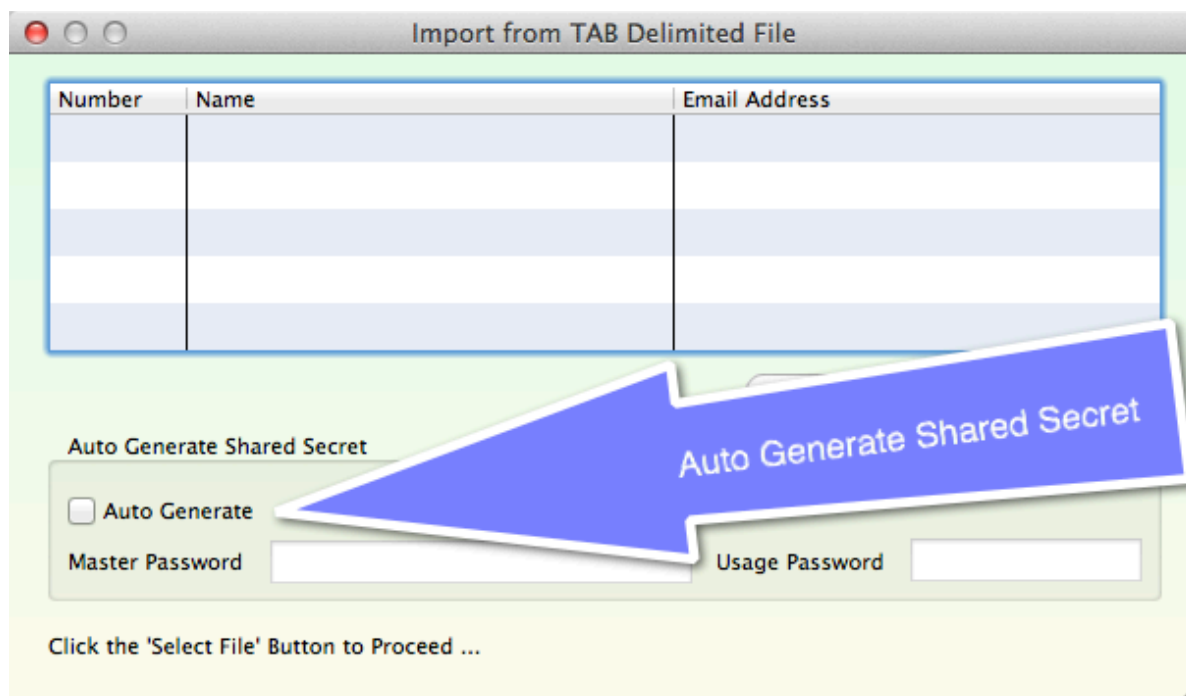 Import from TAB Delimited File
Number Name Email Address
Auto Generate Shared Secret
Auto Generate Shared Secret
Auto Generate
Master Password Usage Password
Click the 'Select File' Button to Proceed ...